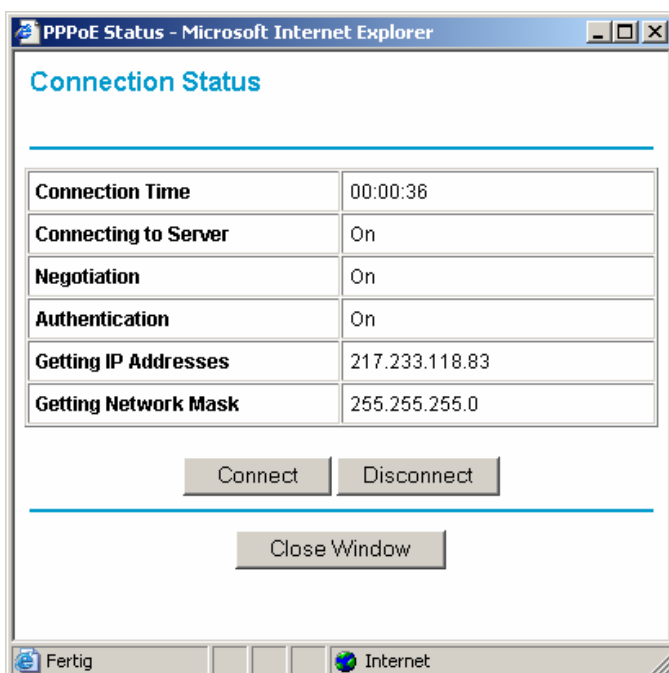 PPPoE Status - Microsoft Internet Explorer
Connection Status
Connection Time 00:00:36
Connecting to Server On
Negotiation On
Authentication On
Getting IP Addresses 217.233.118.83
Getting Network Mask 255.255.255.0
Connect Disconnect
Close Window
Fertig Internet